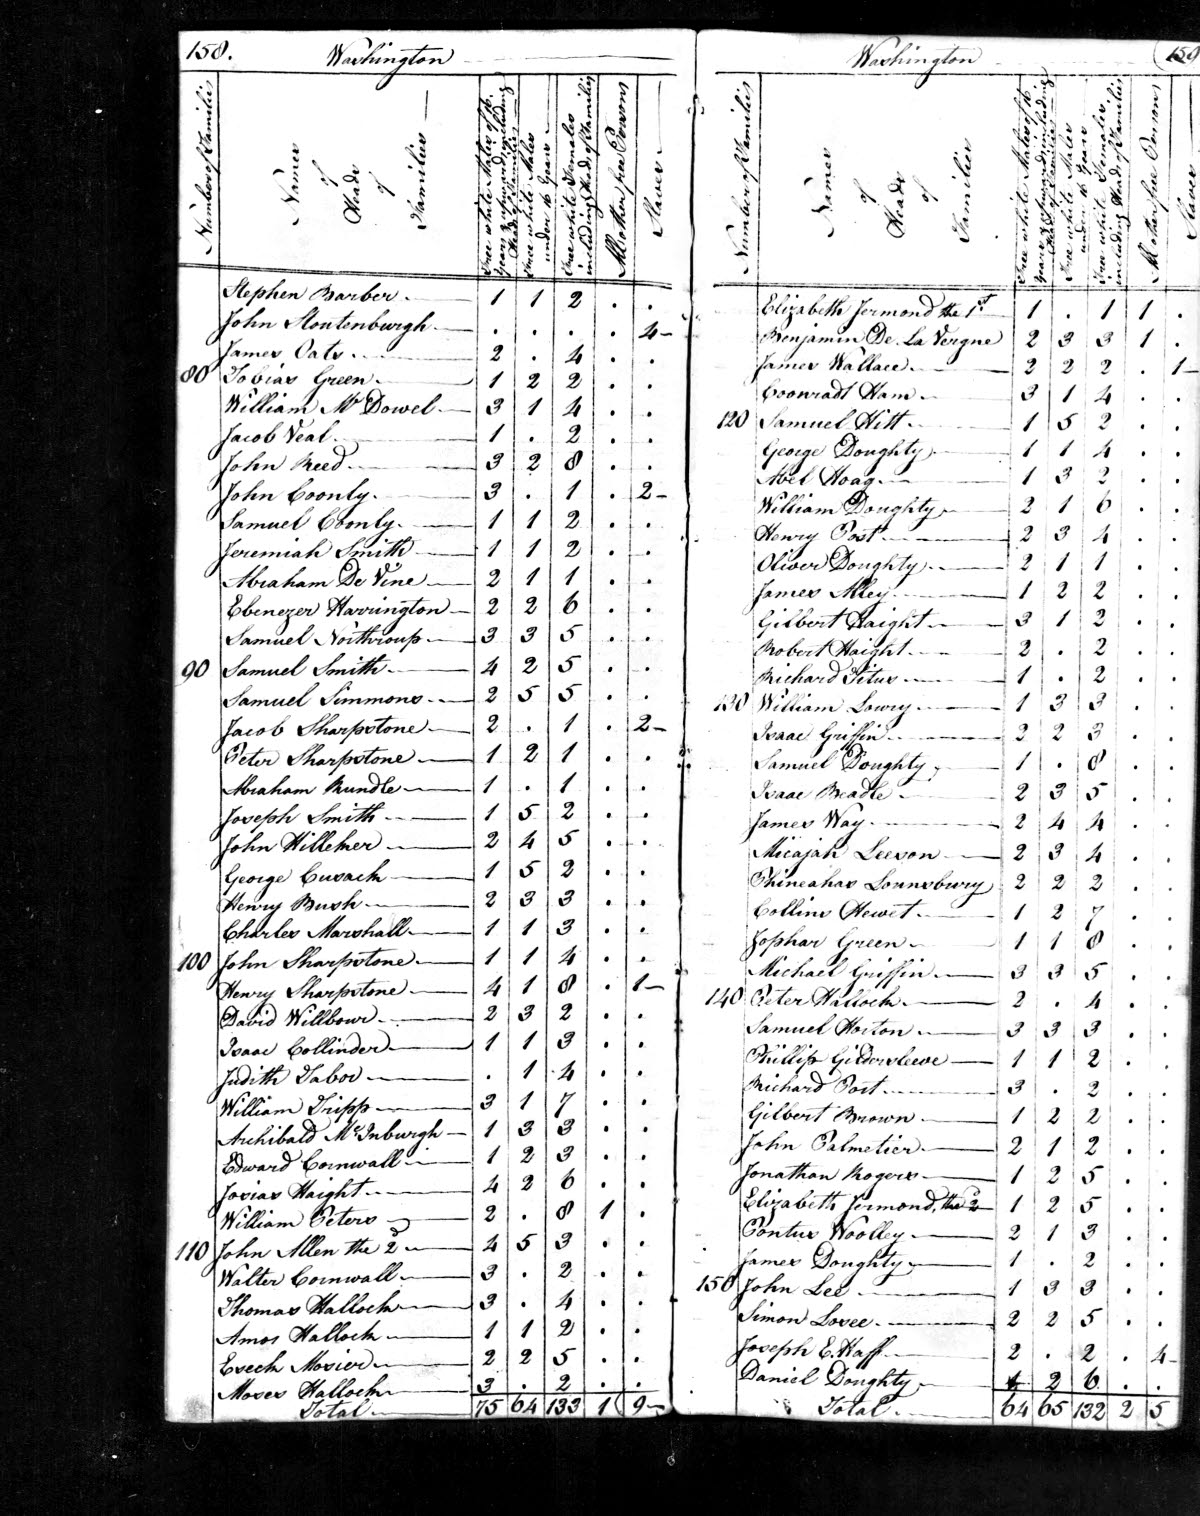 158. Washington
Number of Families
Names of Heads of Families
Free white Males of 16 Years & upwards including Heads of Families
Free white Males under 16 Years
Free white Females including Heads of Families
All other free Persons
Slaves
Stephen Barber 1 1 2 . .
John Stoutenburgh . . . . 4
James Oats 2 . 4 . .
80 Tobias Green 1 2 2 . .
William Mc Dowel 3 1 4 . .
Jacob Veal 1 . 2 . .
John Reed 3 2 8 . .
John Coonly 3 . 1 . 2
Samuel Coonly 1 1 2 . .
Jeremiah Smith 1 1 2 . .
Abraham De Vine 2 1 1 . .
Ebenezer Harrington 2 2 6 . .
Samuel Northroup 3 3 5 . .
90 Samuel Smith 4 2 5 . .
Samuel Simmons 2 5 5 . .
Jacob Sharpstone 2 . 1 . 2
Peter Sharpstone 1 2 1 . .
Abraham Rundle 1 . 1 . .
Joseph Smith 1 5 2 . .
John Hilleker 2 4 5 . .
George Cusack 1 5 2 . .
Henry Bush 2 3 3 . .
Charles Marshall 1 1 3 . .
100 John Sharpstone 1 1 4 . .
Henry Sharpstone 4 1 8 . 1
David Willbour 2 3 2 . .
Isaac Collinder 1 1 3 . .
Judith Tabor . 1 4 . .
William Tripp 3 1 7 . .
Archibald McInburgh 1 3 3 . .
Edward Cornwall 1 2 3 . .
Josias Haight 4 2 6 . .
William Peters 2 . 8 1 .
110 John Allen the 2d 4 5 3 . .
Walter Cornwall 3 . 2 . .
Thomas Hallock 3 . 4 . .
Amos Hallock 1 1 2 . .
Eseck Mosier 2 2 5 . .
Moses Hallock 3 . 2 . .
Total 75 64 133 1 9
Washington 159
Number of Families
Names of Heads of Families
Free white Males of 16 Years & upwards including Heads of Families
Free white Males under 16 Years
Free white Females including Heads of Families
All other free Persons
Slaves
Elizabeth Jermond the 1st 1 . 1 1
Benjamin De La Vergne 2 3 3 1 .
James Wallace 2 2 2 . 1
Coonradt Ham 3 1 4 . .
120 Samuel Hitt 1 5 2 . .
George Doughty 1 1 4 . .
Abel Hoag 1 3 2 . .
William Doughty 2 1 6 . .
Henry Post 2 3 4 . .
Oliver Doughty 2 1 1 . .
James Alley 1 2 2 . .
Gilbert Haight 3 1 2 . .
Robert Haight 2 . 2 . .
Richard Titus 1 . 2 . .
130 William Lowry 1 3 3 . .
Isaac Griffin 2 2 3 . .
Samuel Doughty 1 . 8 . .
Isaac Beadle 2 3 5 . .
James Way 2 4 4 . .
Micajah Leeson 2 3 4 . .
Phineahas Lounsbury 2 2 2 . .
Collins Hewet 1 2 7 . .
Zophar Green 1 1 8 . .
Michael Griffin 3 3 5 . .
140 Peter Hallock 2 . 4 . .
Samuel Horton 3 3 3 . .
Phillip Gildersleeve 1 1 2 . .
Richard Post 3 . 2 . .
Gilbert Brown 1 2 2 . .
John Palmetier 2 1 2 . .
Jonathan Rogers 1 2 5 . .
Elizabeth Jermond, the 2d 1 2 5 . .
Pontus Woolley 2 1 3 . .
James Doughty 1 . 2 . .
150 John Lee 1 3 3 . .
Simon Losee 2 2 5 . .
Joseph E. Haff 2 . 2 . 4
Daniel Doughty 2 6 . .
Total 64 65 132 2 5